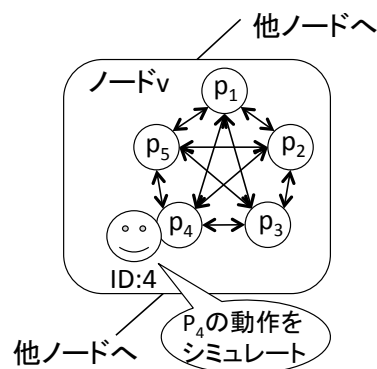 他ノードへ
ノードv
p₁
p₅
p₂
p₄
p₃
ID:4
P₄の動作を
シミュレート
他ノードへ